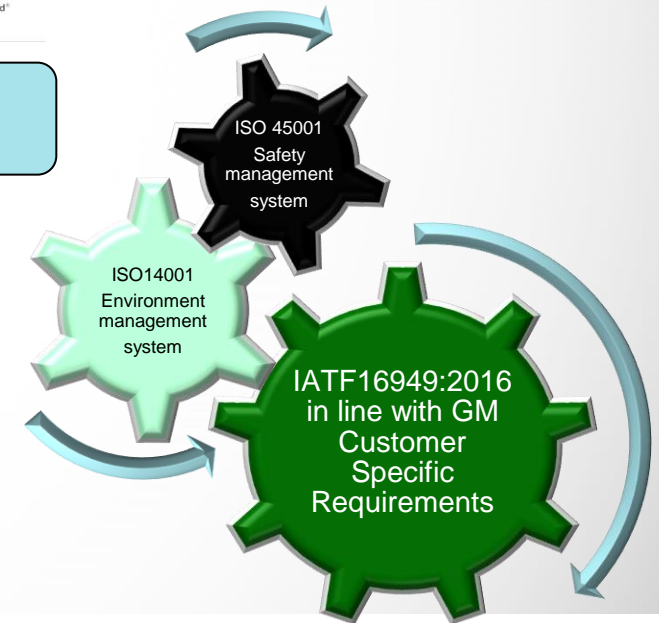 d®
ISO 45001
Safety
management
system
ISO14001
Environment
management
system
IATF16949:2016
in line with GM
Customer
Specific
Requirements